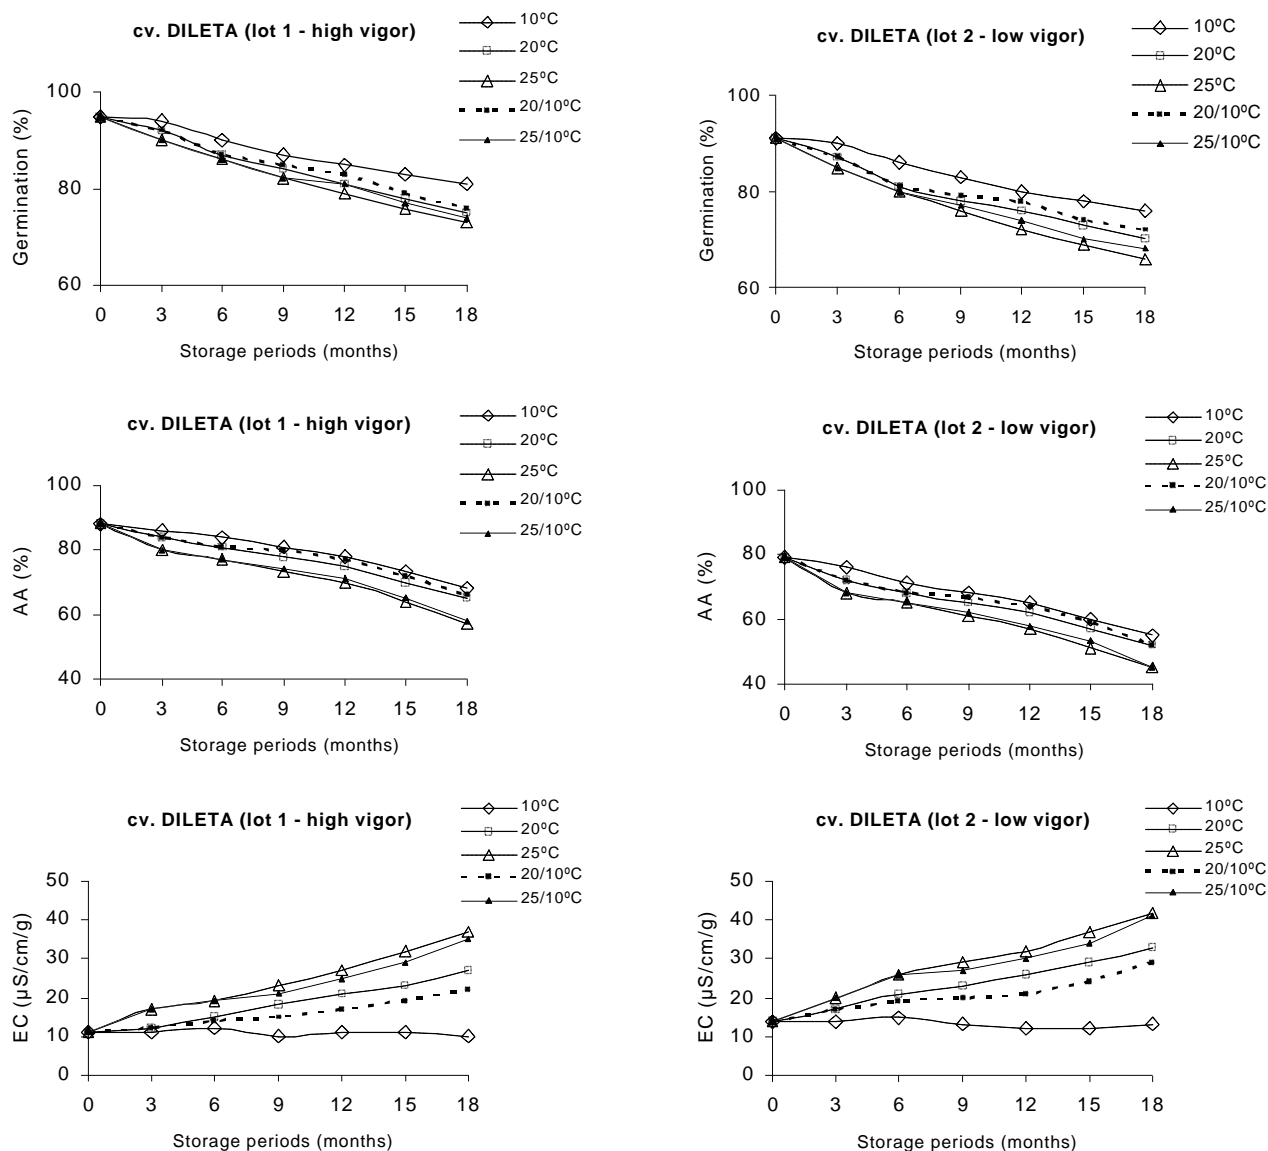 cv. DILETA (lot 1 - high vigor)
10ºC
20ºC
25ºC
20/10ºC
25/10ºC
Germination (%)
100
80
60
0 3 6 9 12 15 18
Storage periods (months)
cv. DILETA (lot 2 - low vigor)
10ºC
20ºC
25ºC
20/10ºC
25/10ºC
Germination (%)
100
80
60
0 3 6 9 12 15 18
Storage periods (months)
cv. DILETA (lot 1 - high vigor)
10ºC
20ºC
25ºC
20/10ºC
25/10ºC
AA (%)
100
80
60
40
0 3 6 9 12 15 18
Storage periods (months)
cv. DILETA (lot 2 - low vigor)
10ºC
20ºC
25ºC
20/10ºC
25/10ºC
AA (%)
100
80
60
40
0 3 6 9 12 15 18
Storage periods (months)
cv. DILETA (lot 1 - high vigor)
10ºC
20ºC
25ºC
20/10ºC
25/10ºC
EC (µS/cm/g)
50
40
30
20
10
0
0 3 6 9 12 15 18
Storage periods (months)
cv. DILETA (lot 2 - low vigor)
10ºC
20ºC
25ºC
20/10ºC
25/10ºC
EC (µS/cm/g)
50
40
30
20
10
0
0 3 6 9 12 15 18
Storage periods (months)